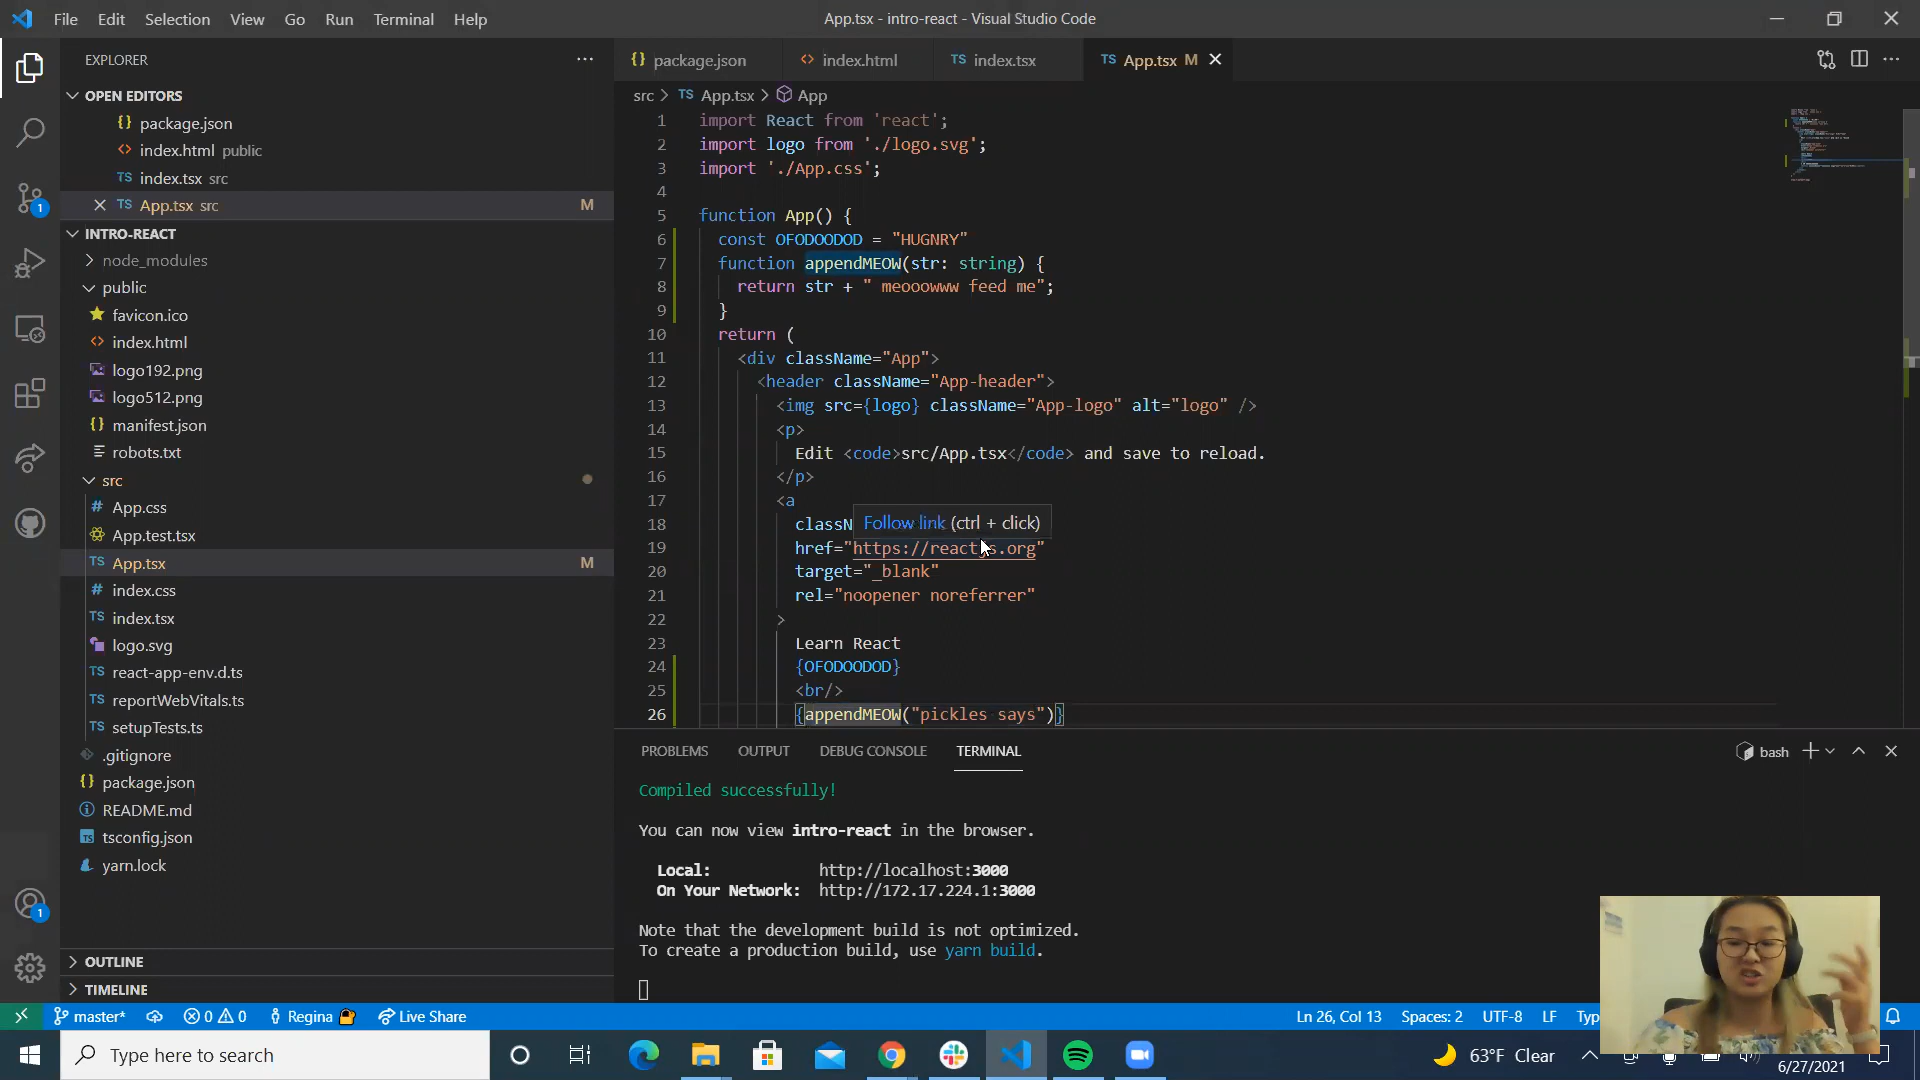 File Edit Selection View Go Run Terminal Help
App.tsx - intro-react - Visual Studio Code
EXPLORER
OPEN EDITORS
package.json
index.html public
index.tsx src
App.tsx src M
INTRO-REACT
node_modules
public
favicon.ico
index.html
logo192.png
logo512.png
manifest.json
robots.txt
src
App.css
App.test.tsx
App.tsx M
index.css
index.tsx
logo.svg
react-app-env.d.ts
reportWebVitals.ts
setupTests.ts
.gitignore
package.json
README.md
tsconfig.json
yarn.lock
OUTLINE
TIMELINE
package.json index.html index.tsx App.tsx M
src > App.tsx > App
1 import React from 'react';
2 import logo from './logo.svg';
3 import './App.css';
4
5 function App() {
6 const OFODOODOD = "HUGNRY"
7 function appendMEOW(str: string) {
8 return str + " meooowww feed me";
9 }
10 return (
11 <div className="App">
12 <header className="App-header">
13 <img src={logo} className="App-logo" alt="logo" />
14 <p>
15 Edit <code>src/App.tsx</code> and save to reload.
16 </p>
17 <a
18 classN
Follow link (ctrl + click)
19 href="https://reactjs.org"
20 target="_blank"
21 rel="noopener noreferrer"
22 >
23 Learn React
24 {OFODOODOD}
25 <br/>
26 {appendMEOW("pickles says")}
PROBLEMS OUTPUT DEBUG CONSOLE TERMINAL
bash
Compiled successfully!
You can now view intro-react in the browser.
Local: http://localhost:3000
On Your Network: http://172.17.224.1:3000
Note that the development build is not optimized.
To create a production build, use yarn build.
master* 0 0 Regina Live Share
Ln 26, Col 13 Spaces: 2 UTF-8 LF Typ
Type here to search
63°F Clear
6/27/2021